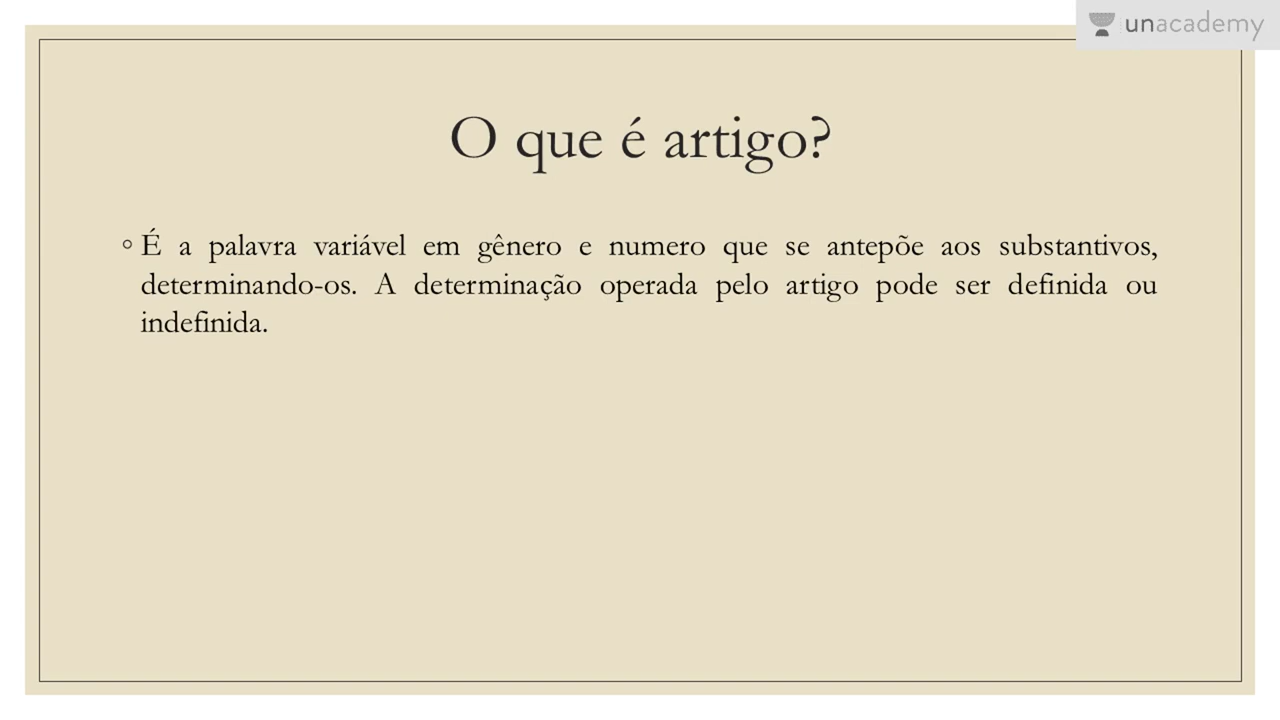 unacademy
O que é artigo?
◦ É a palavra variável em gênero e numero que se antepõe aos substantivos,
determinando-os. A determinação operada pelo artigo pode ser definida ou
indefinida.